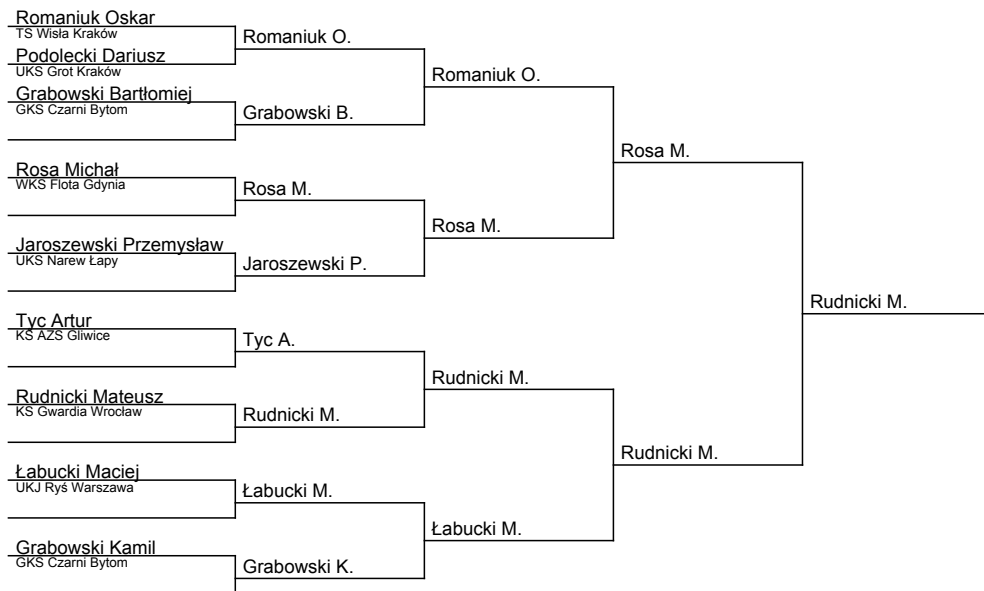 Romaniuk Oskar
TS Wisła Kraków
Podolecki Dariusz
UKS Grot Kraków
Grabowski Bartłomiej
GKS Czarni Bytom
Rosa Michał
WKS Flota Gdynia
Jaroszewski Przemysław
UKS Narew Łapy
Tyc Artur
KS AZS Gliwice
Rudnicki Mateusz
KS Gwardia Wrocław
Łabucki Maciej
UKJ Ryś Warszawa
Grabowski Kamil
GKS Czarni Bytom
Romaniuk O.
Grabowski B.
Rosa M.
Jaroszewski P.
Tyc A.
Rudnicki M.
Łabucki M.
Grabowski K.
Romaniuk O.
Rosa M.
Rudnicki M.
Łabucki M.
Rosa M.
Rudnicki M.
Rudnicki M.